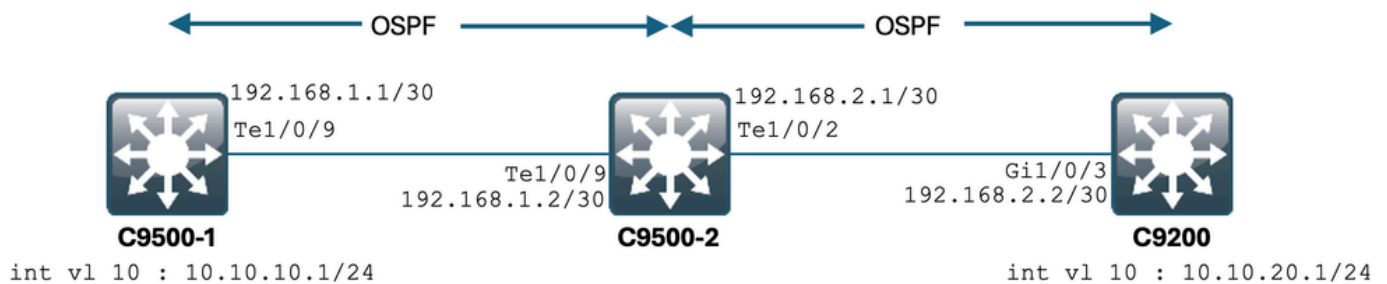 OSPF
OSPF
192.168.1.1/30
192.168.2.1/30
Te1/0/9
Te1/0/2
Te1/0/9
Gi1/0/3
192.168.1.2/30
192.168.2.2/30
C9500-1
C9500-2
C9200
int vl 10 : 10.10.10.1/24
int vl 10 : 10.10.20.1/24